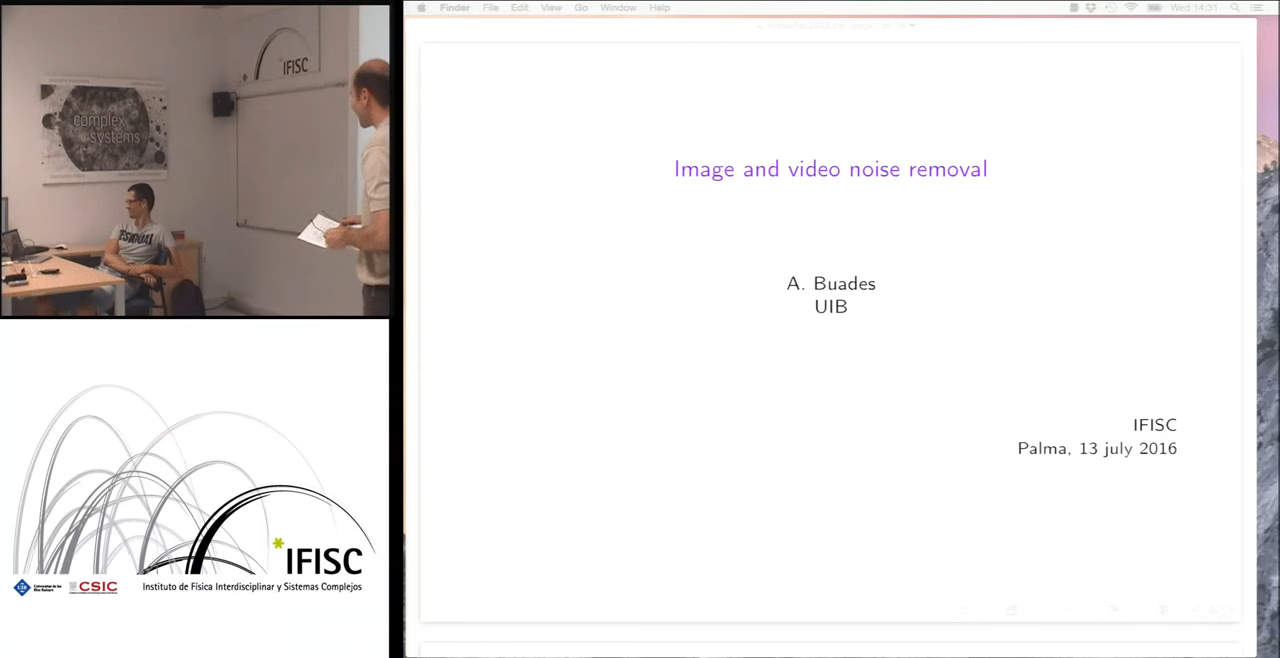 IFISC
complex
systems
Finder File Edit View Go Window Help
Wed 14:31
Image and video noise removal
A. Buades
UIB
IFISC
Palma, 13 july 2016
*IFISC
UIB
CSIC
Instituto de Física Interdisciplinar y Sistemas Complejos